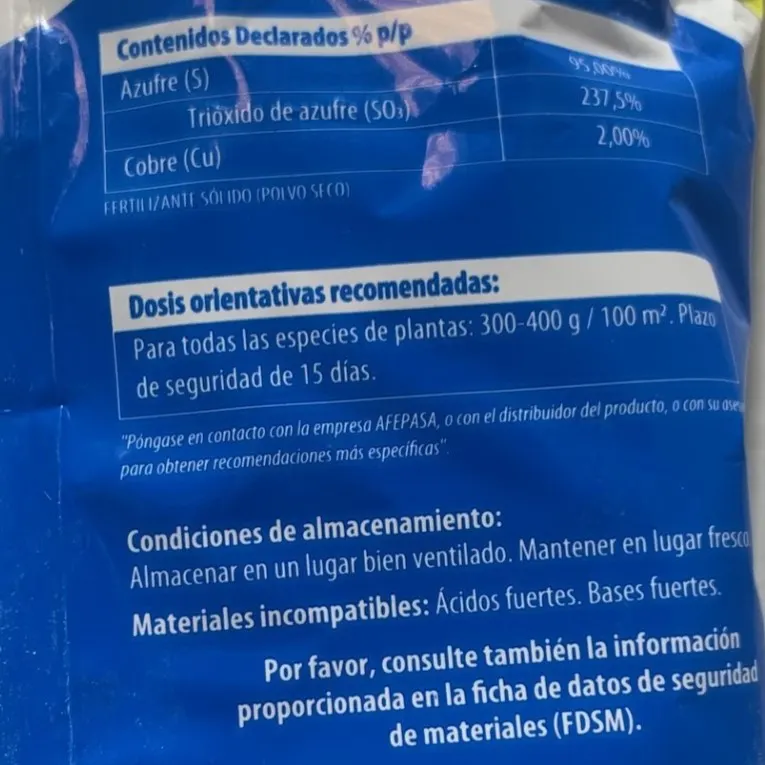 Contenidos Declarados % p/p
Azufre (S) 95,00%
Trióxido de azufre (SO₃) 237,5%
Cobre (Cu) 2,00%
FERTILIZANTE SÓLIDO (POLVO SECO)
Dosis orientativas recomendadas:
Para todas las especies de plantas: 300-400 g / 100 m². Plazo
de seguridad de 15 días.
"Póngase en contacto con la empresa AFEPASA, o con el distribuidor del producto, o con su
para obtener recomendaciones más específicas".
Condiciones de almacenamiento:
Almacenar en un lugar bien ventilado. Mantener en lugar fresco
Materiales incompatibles: Ácidos fuertes. Bases fuertes.
Por favor, consulte también la información
proporcionada en la ficha de datos de seguridad
de materiales (FDSM).